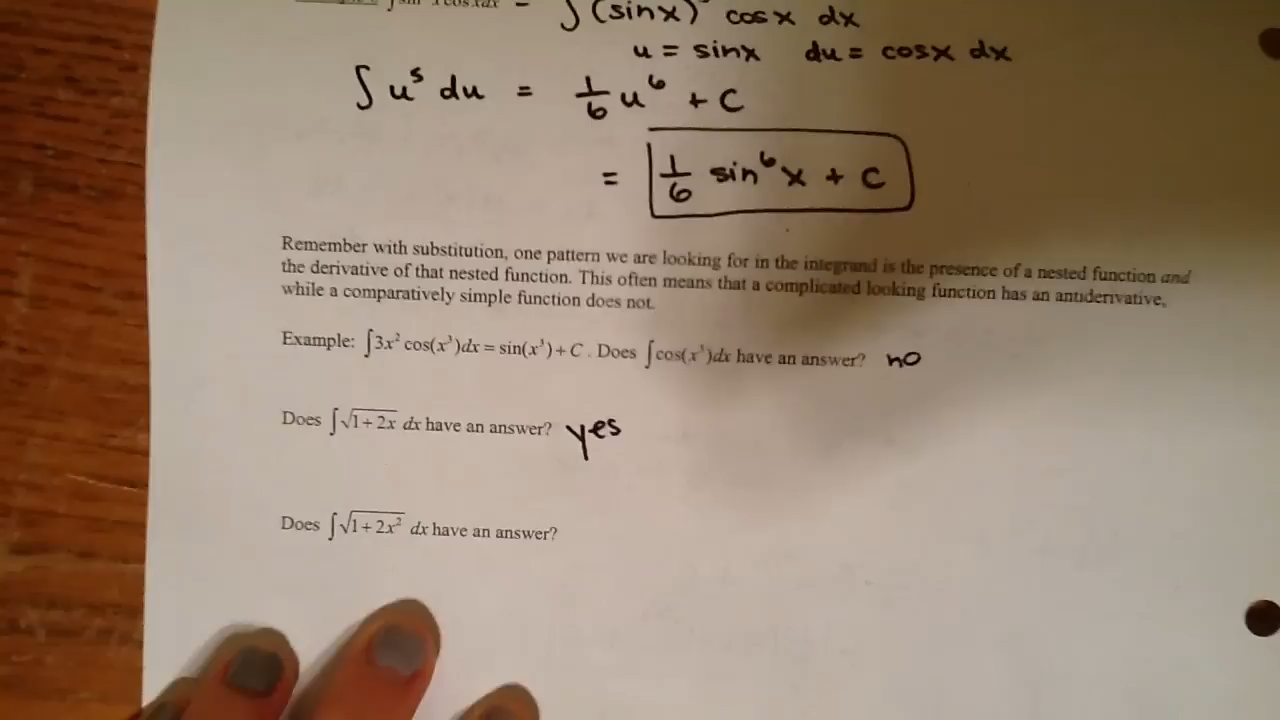 = ∫(sinx) cosx dx
u = sinx du = cosx dx
∫ u⁵ du = 1/6 u⁶ + C
= 1/6 sin⁶x + C
Remember with substitution, one pattern we are looking for in the integrand is the presence of a nested function and
the derivative of that nested function. This often means that a complicated looking function has an antiderivative,
while a comparatively simple function does not.
Example: ∫3x² cos(x³)dx = sin(x³)+C. Does ∫cos(x³)dx have an answer? no
Does ∫√(1+2x) dx have an answer? yes
Does ∫√(1+2x²) dx have an answer?